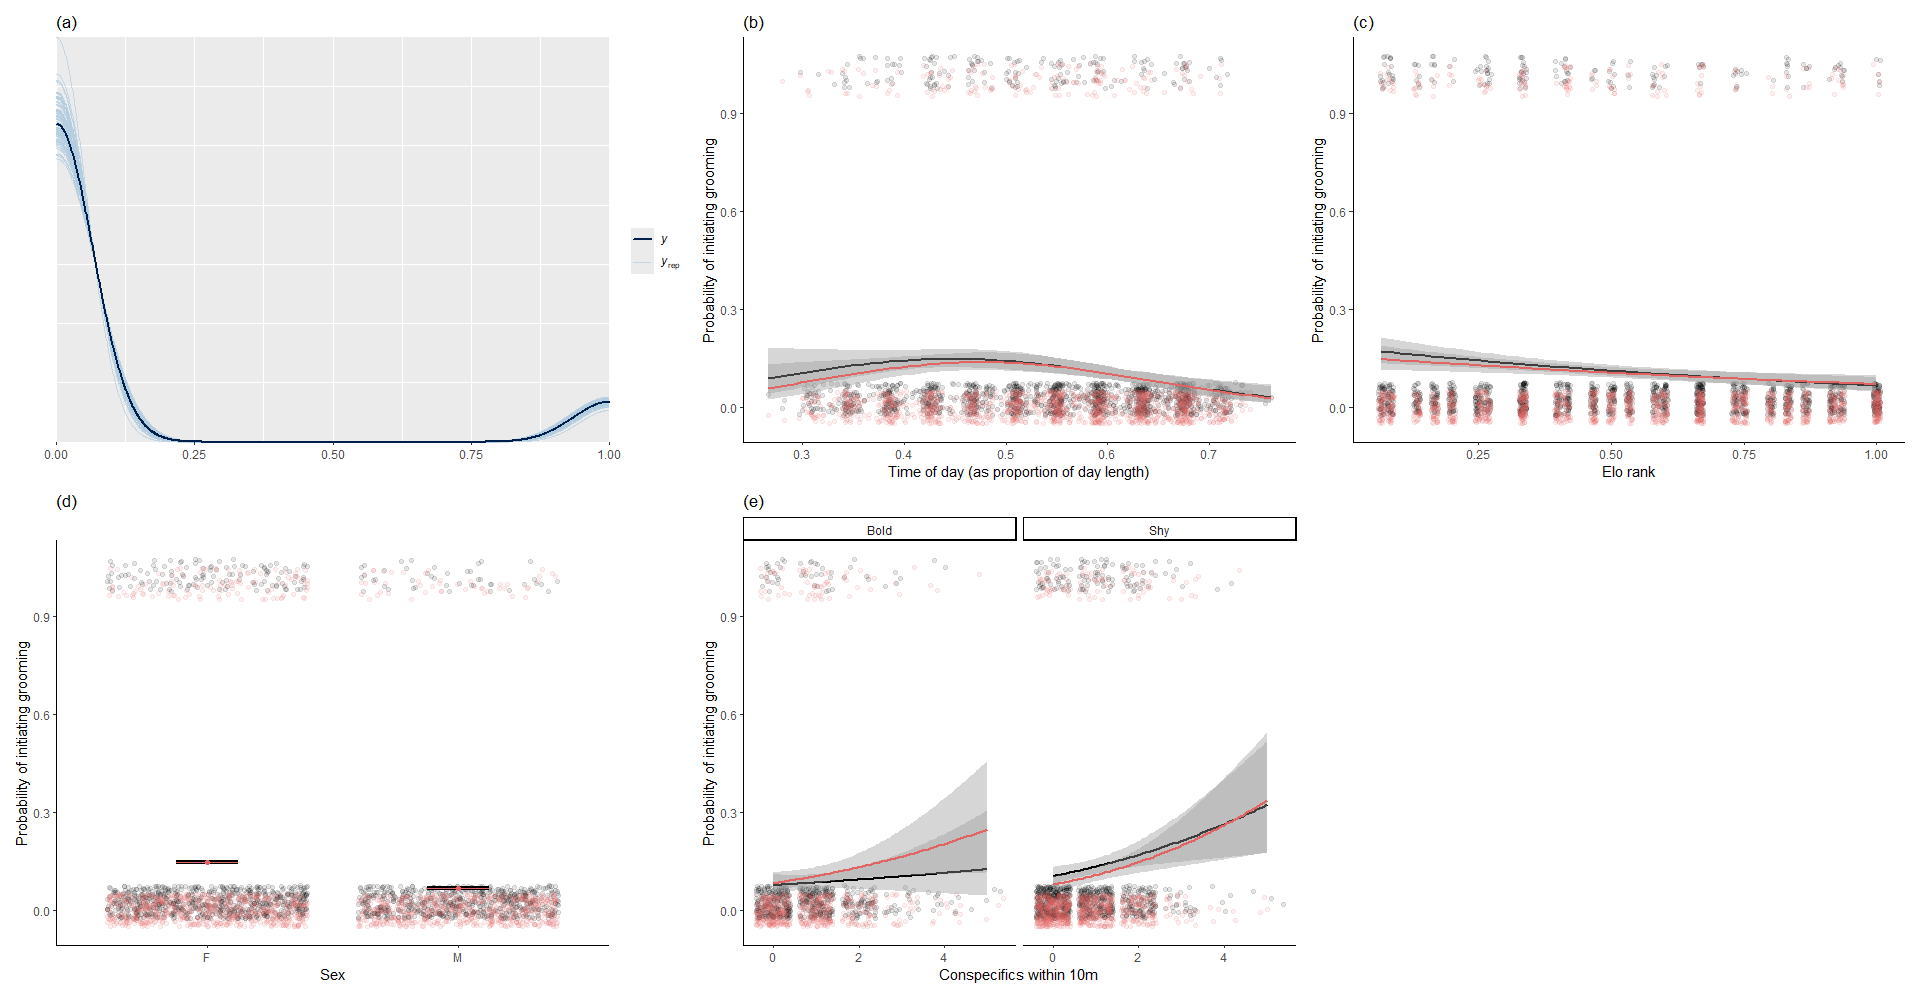 (a)
y
y rep
0.00 0.25 0.50 0.75 1.00
(b)
Probability of initiating grooming
0.9
0.6
0.3
0.0
0.3 0.4 0.5 0.6 0.7
Time of day (as proportion of day length)
(c)
Probability of initiating grooming
0.9
0.6
0.3
0.0
0.25 0.50 0.75 1.00
Elo rank
(d)
Probability of initiating grooming
0.9
0.6
0.3
0.0
F M
Sex
(e)
Bold Shy
Probability of initiating grooming
0.9
0.6
0.3
0.0
0 2 4 0 2 4
Conspecifics within 10m